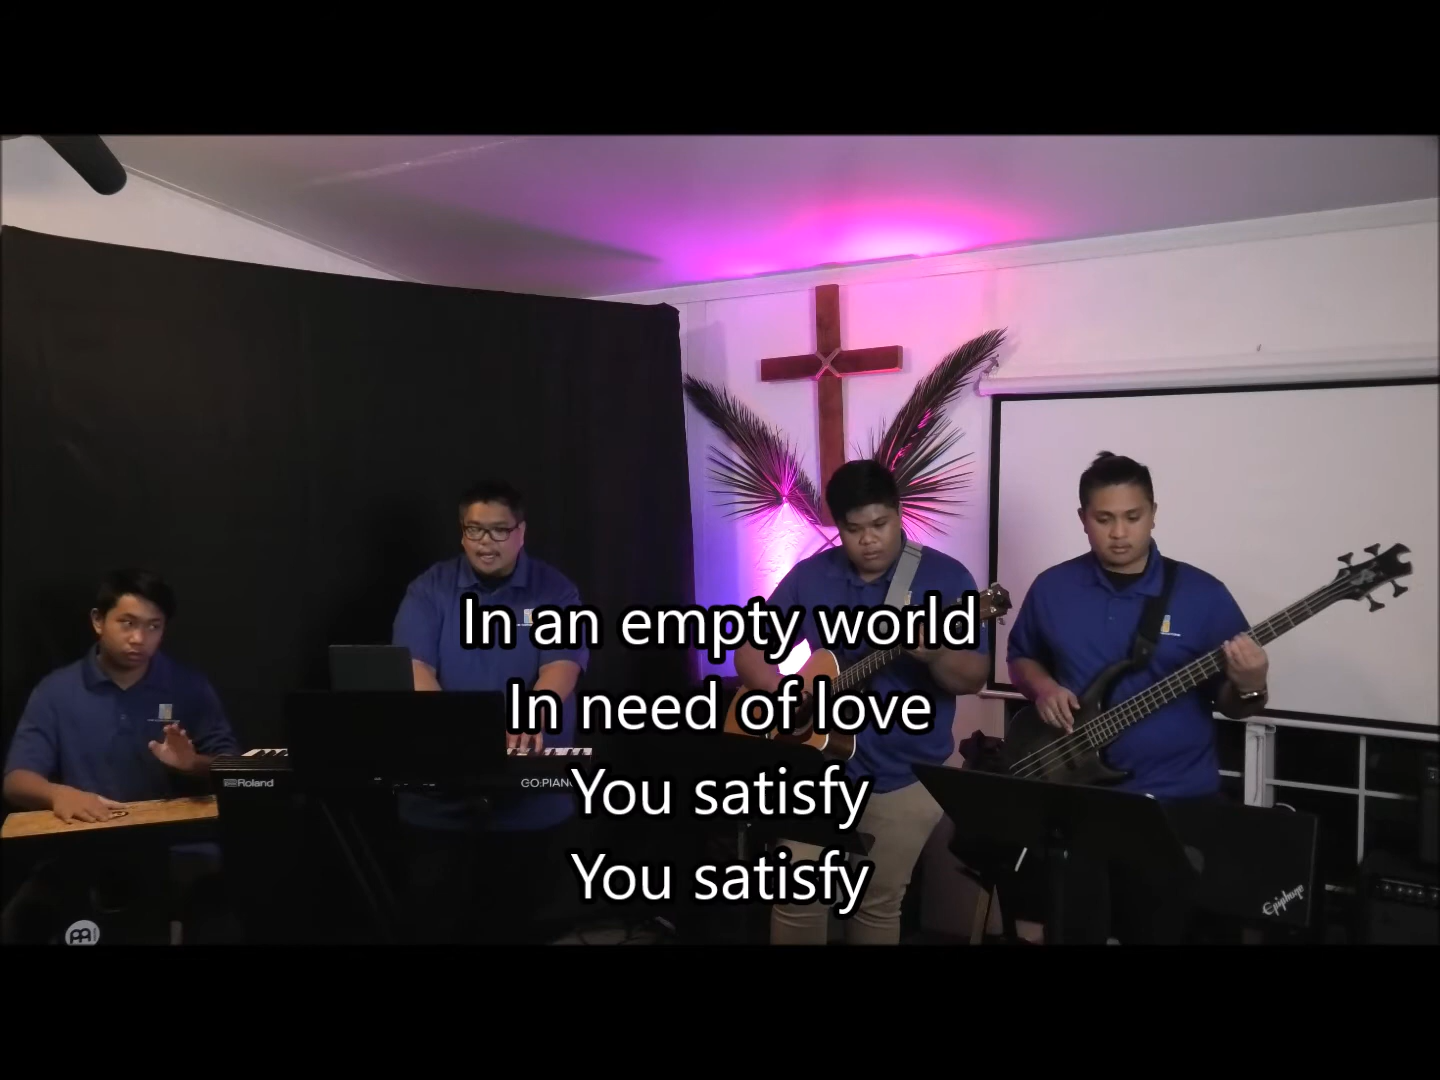 In an empty world
In need of love
You satisfy
You satisfy
Roland
GO:PIANO
Epiphone